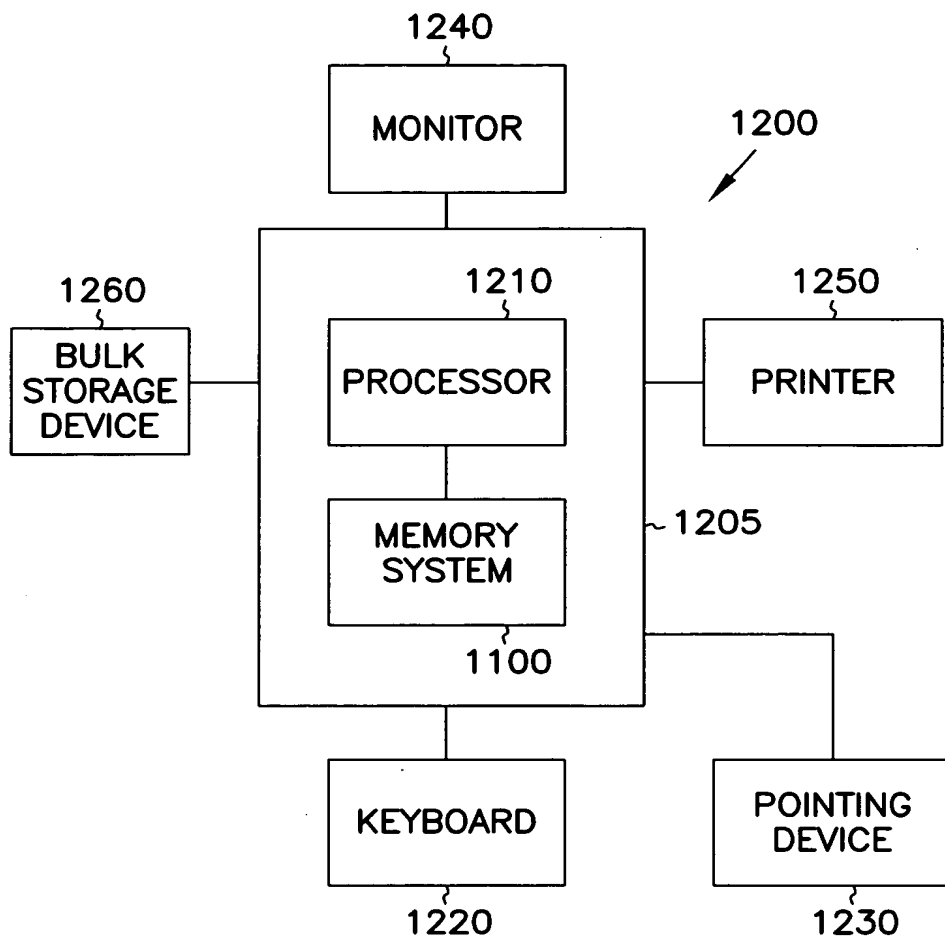 1240
MONITOR
1200
1260
BULK
STORAGE
DEVICE
1210
PROCESSOR
1250
PRINTER
MEMORY
SYSTEM
1205
1100
KEYBOARD
1220
POINTING
DEVICE
1230